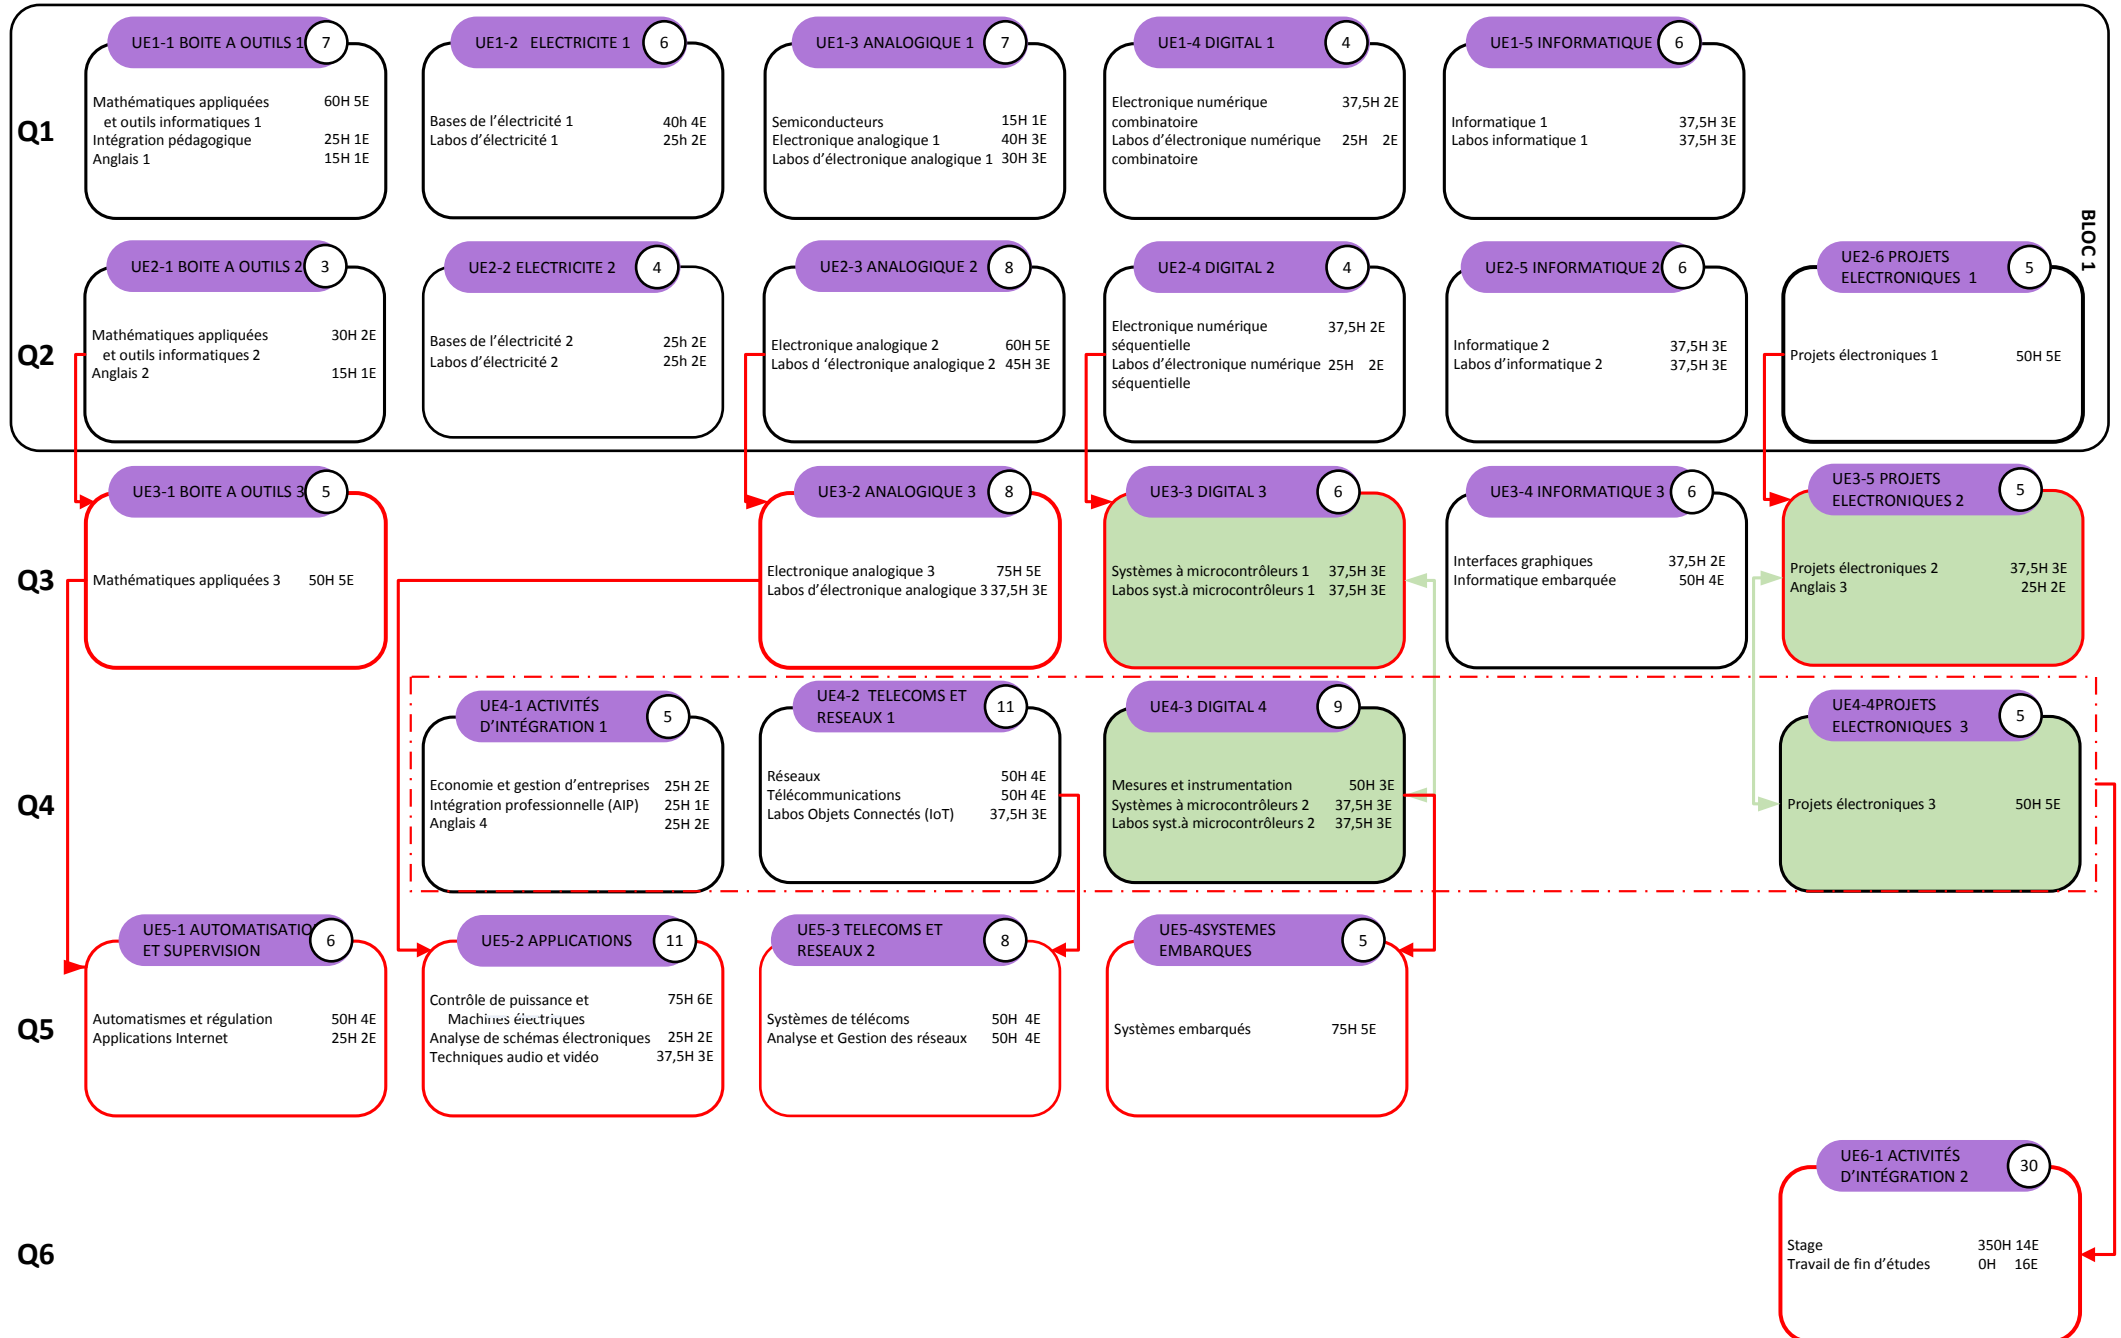 UE1-1 BOITE A OUTILS 1
7
Mathématiques appliquées 60H 5E
et outils informatiques 1
Intégration pédagogique 25H 1E
Anglais 1 15H 1E
UE1-2 ELECTRICITE 1
6
Bases de l'électricité 1 40h 4E
Labos d'électricité 1 25h 2E
UE1-3 ANALOGIQUE 1
7
Semiconducteurs 15H 1E
Electronique analogique 1 40H 3E
Labos d'électronique analogique 1 30H 3E
UE1-4 DIGITAL 1
4
Electronique numérique 37,5H 2E
combinatoire
Labos d'électronique numérique 25H 2E
combinatoire
UE1-5 INFORMATIQUE
6
Informatique 1 37,5H 3E
Labos informatique 1 37,5H 3E
Q1
BLOC 1
UE2-1 BOITE A OUTILS 2
3
Mathématiques appliquées 30H 2E
et outils informatiques 2
Anglais 2 15H 1E
UE2-2 ELECTRICITE 2
4
Bases de l'électricité 2 25h 2E
Labos d'électricité 2 25h 2E
UE2-3 ANALOGIQUE 2
8
Electronique analogique 2 60H 5E
Labos d 'électronique analogique 2 45H 3E
UE2-4 DIGITAL 2
4
Electronique numérique 37,5H 2E
séquentielle
Labos d'électronique numérique 25H 2E
séquentielle
UE2-5 INFORMATIQUE 2
6
Informatique 2 37,5H 3E
Labos d'informatique 2 37,5H 3E
UE2-6 PROJETS
ELECTRONIQUES 1
5
Projets électroniques 1 50H 5E
Q2
UE3-1 BOITE A OUTILS 3
5
Mathématiques appliquées 3 50H 5E
UE3-2 ANALOGIQUE 3
8
Electronique analogique 3 75H 5E
Labos d'électronique analogique 3 37,5H 3E
UE3-3 DIGITAL 3
6
Systèmes à microcontrôleurs 1 37,5H 3E
Labos syst.à microcontrôleurs 1 37,5H 3E
UE3-4 INFORMATIQUE 3
6
Interfaces graphiques 37,5H 2E
Informatique embarquée 50H 4E
UE3-5 PROJETS
ELECTRONIQUES 2
5
Projets électroniques 2 37,5H 3E
Anglais 3 25H 2E
Q3
UE4-1 ACTIVITÉS
D'INTÉGRATION 1
5
Economie et gestion d'entreprises 25H 2E
Intégration professionnelle (AIP) 25H 1E
Anglais 4 25H 2E
UE4-2 TELECOMS ET
RESEAUX 1
11
Réseaux 50H 4E
Télécommunications 50H 4E
Labos Objets Connectés (IoT) 37,5H 3E
UE4-3 DIGITAL 4
9
Mesures et instrumentation 50H 3E
Systèmes à microcontrôleurs 2 37,5H 3E
Labos syst.à microcontrôleurs 2 37,5H 3E
UE4-4PROJETS
ELECTRONIQUES 3
5
Projets électroniques 3 50H 5E
Q4
UE5-1 AUTOMATISATIO
ET SUPERVISION
6
Automatismes et régulation 50H 4E
Applications Internet 25H 2E
UE5-2 APPLICATIONS
11
Contrôle de puissance et 75H 6E
Machines électriques
Analyse de schémas électroniques 25H 2E
Techniques audio et vidéo 37,5H 3E
UE5-3 TELECOMS ET
RESEAUX 2
8
Systèmes de télécoms 50H 4E
Analyse et Gestion des réseaux 50H 4E
UE5-4SYSTEMES
EMBARQUES
5
Systèmes embarqués 75H 5E
Q5
UE6-1 ACTIVITÉS
D'INTÉGRATION 2
30
Stage 350H 14E
Travail de fin d'études 0H 16E
Q6